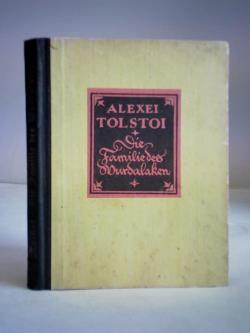 ALEXEI
TOLSTOI
Die
Familie des
Wurdalaken